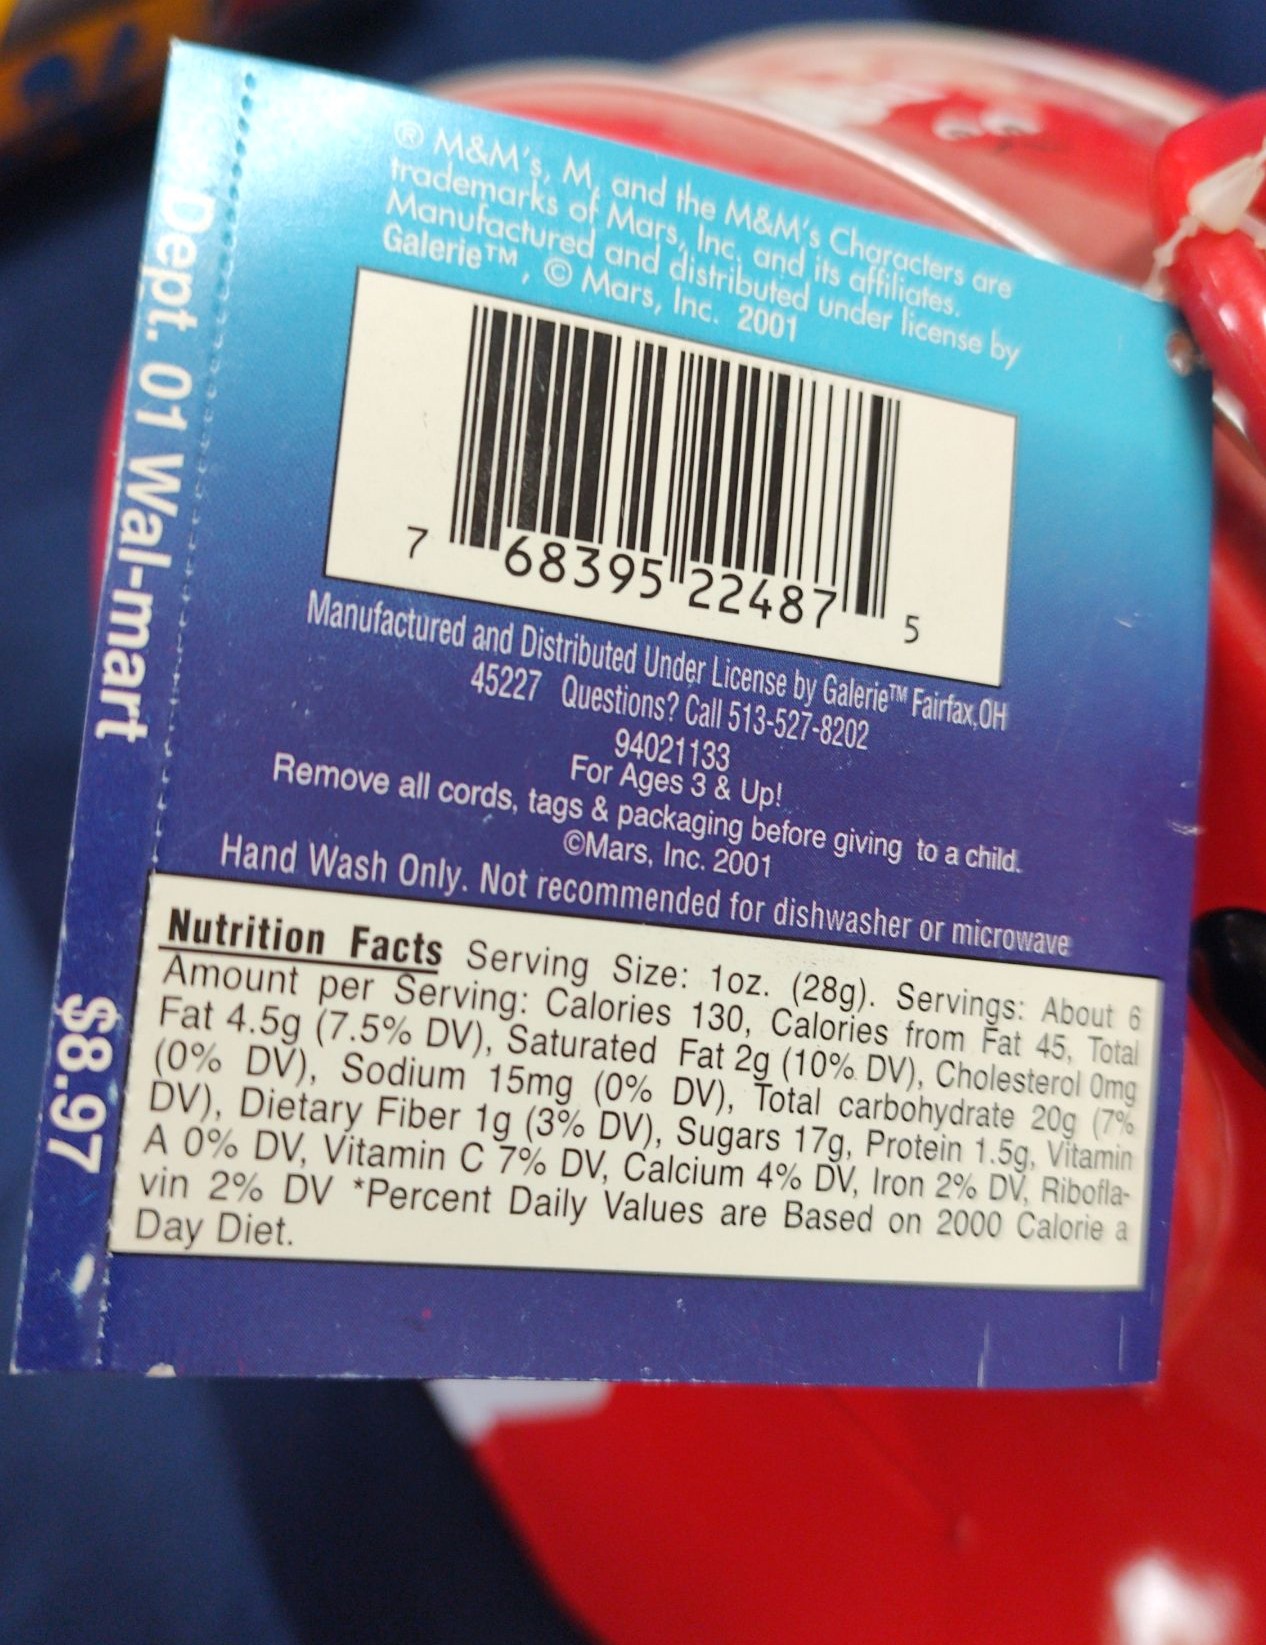 ® M&M's, M, and the M&M's Characters are
trademarks of Mars, Inc. and its affiliates.
Manufactured and distributed under license by
Galerie™, © Mars, Inc. 2001
7 68395 22487 5
Manufactured and Distributed Under License by Galerie™ Fairfax,OH
45227 Questions? Call 513-527-8202
94021133
For Ages 3 & Up!
Remove all cords, tags & packaging before giving to a child.
©Mars, Inc. 2001
Hand Wash Only. Not recommended for dishwasher or microwave
Nutrition Facts Serving Size: 1oz. (28g). Servings: About 6
Amount per Serving: Calories 130, Calories from Fat 45, Total
Fat 4.5g (7.5% DV), Saturated Fat 2g (10% DV), Cholesterol 0mg
(0% DV), Sodium 15mg (0% DV), Total carbohydrate 20g (7%
DV), Dietary Fiber 1g (3% DV), Sugars 17g, Protein 1.5g, Vitamin
A 0% DV, Vitamin C 7% DV, Calcium 4% DV, Iron 2% DV, Ribofla-
vin 2% DV *Percent Daily Values are Based on 2000 Calorie a
Day Diet.
Dept. 01 Wal-mart
$8.97